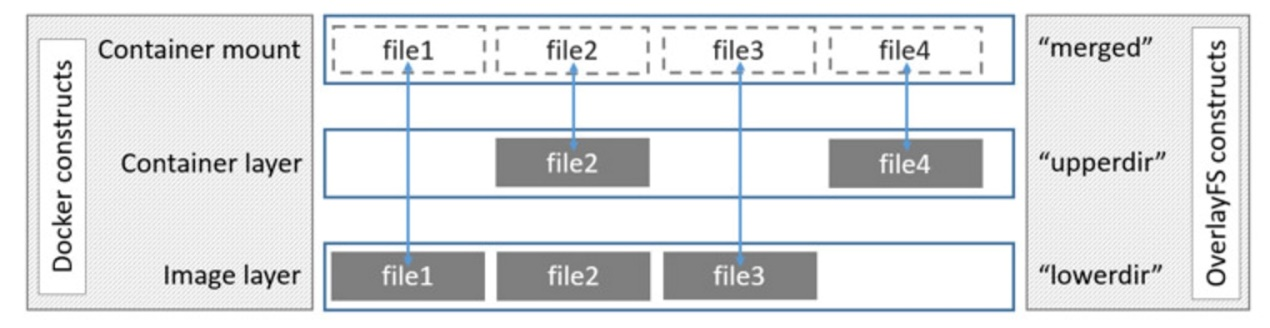 Docker constructs
Container mount
file1 file2 file3 file4
“merged”
Container layer
file2 file4
“upperdir”
Image layer
file1 file2 file3
“lowerdir”
OverlayFS constructs